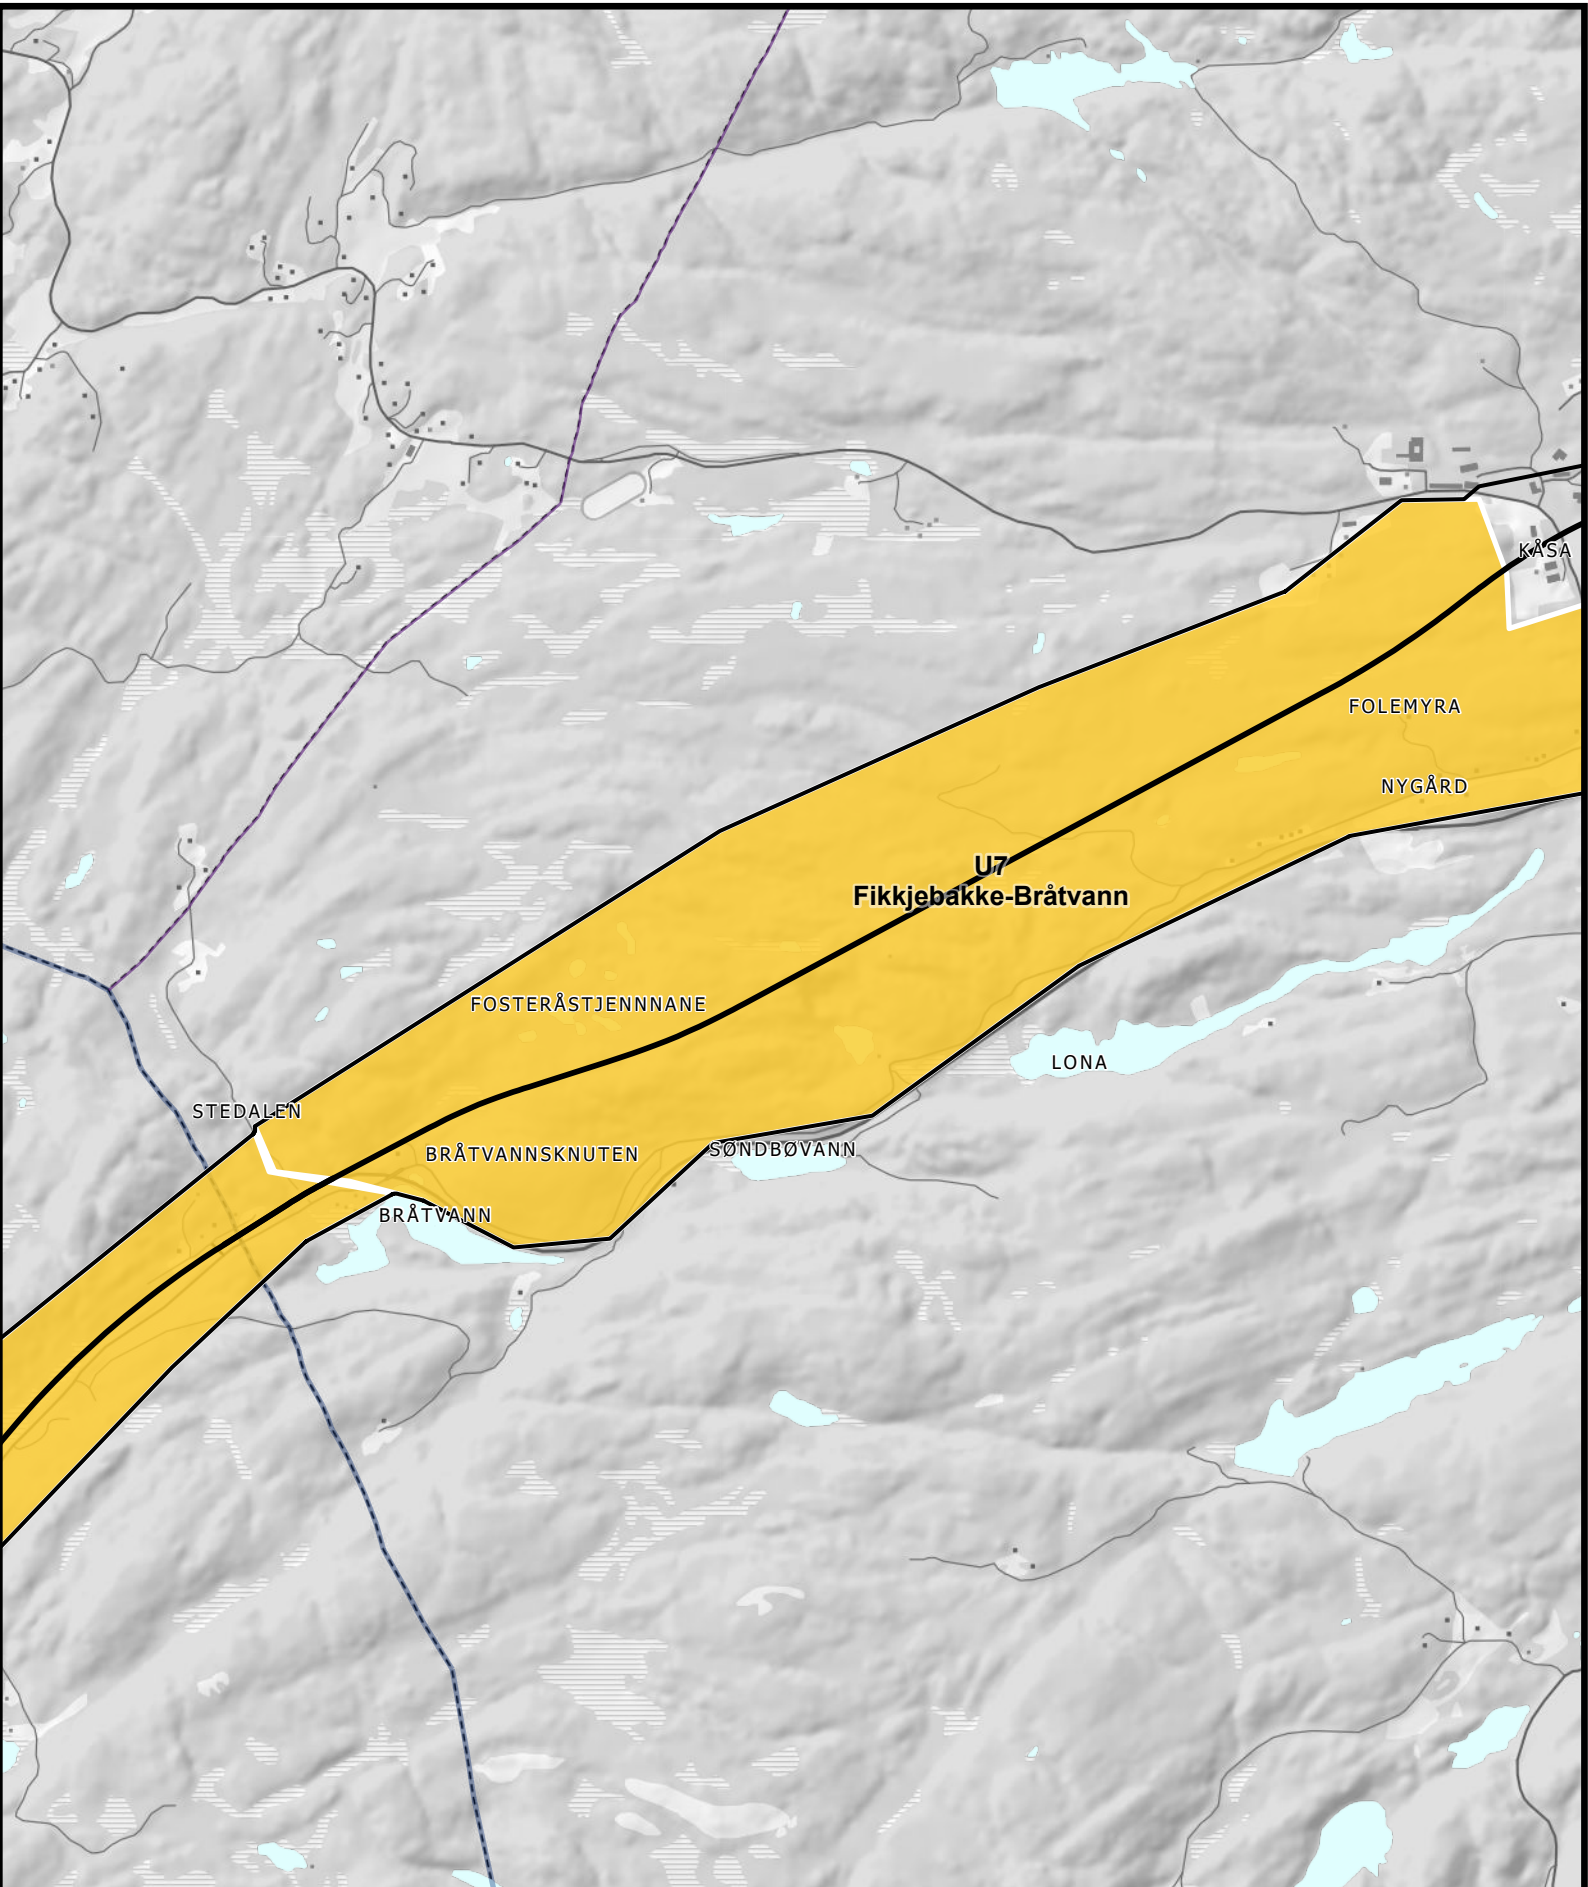 KÅSA
FOLEMYRA
NYGÅRD
U7
Fikkjebakke-Bråtvann
FOSTERÅSTJENNNANE
LONA
STEDALEN
BRÅTVANNSKNUTEN
SØNDBØVANN
BRÅTVANN